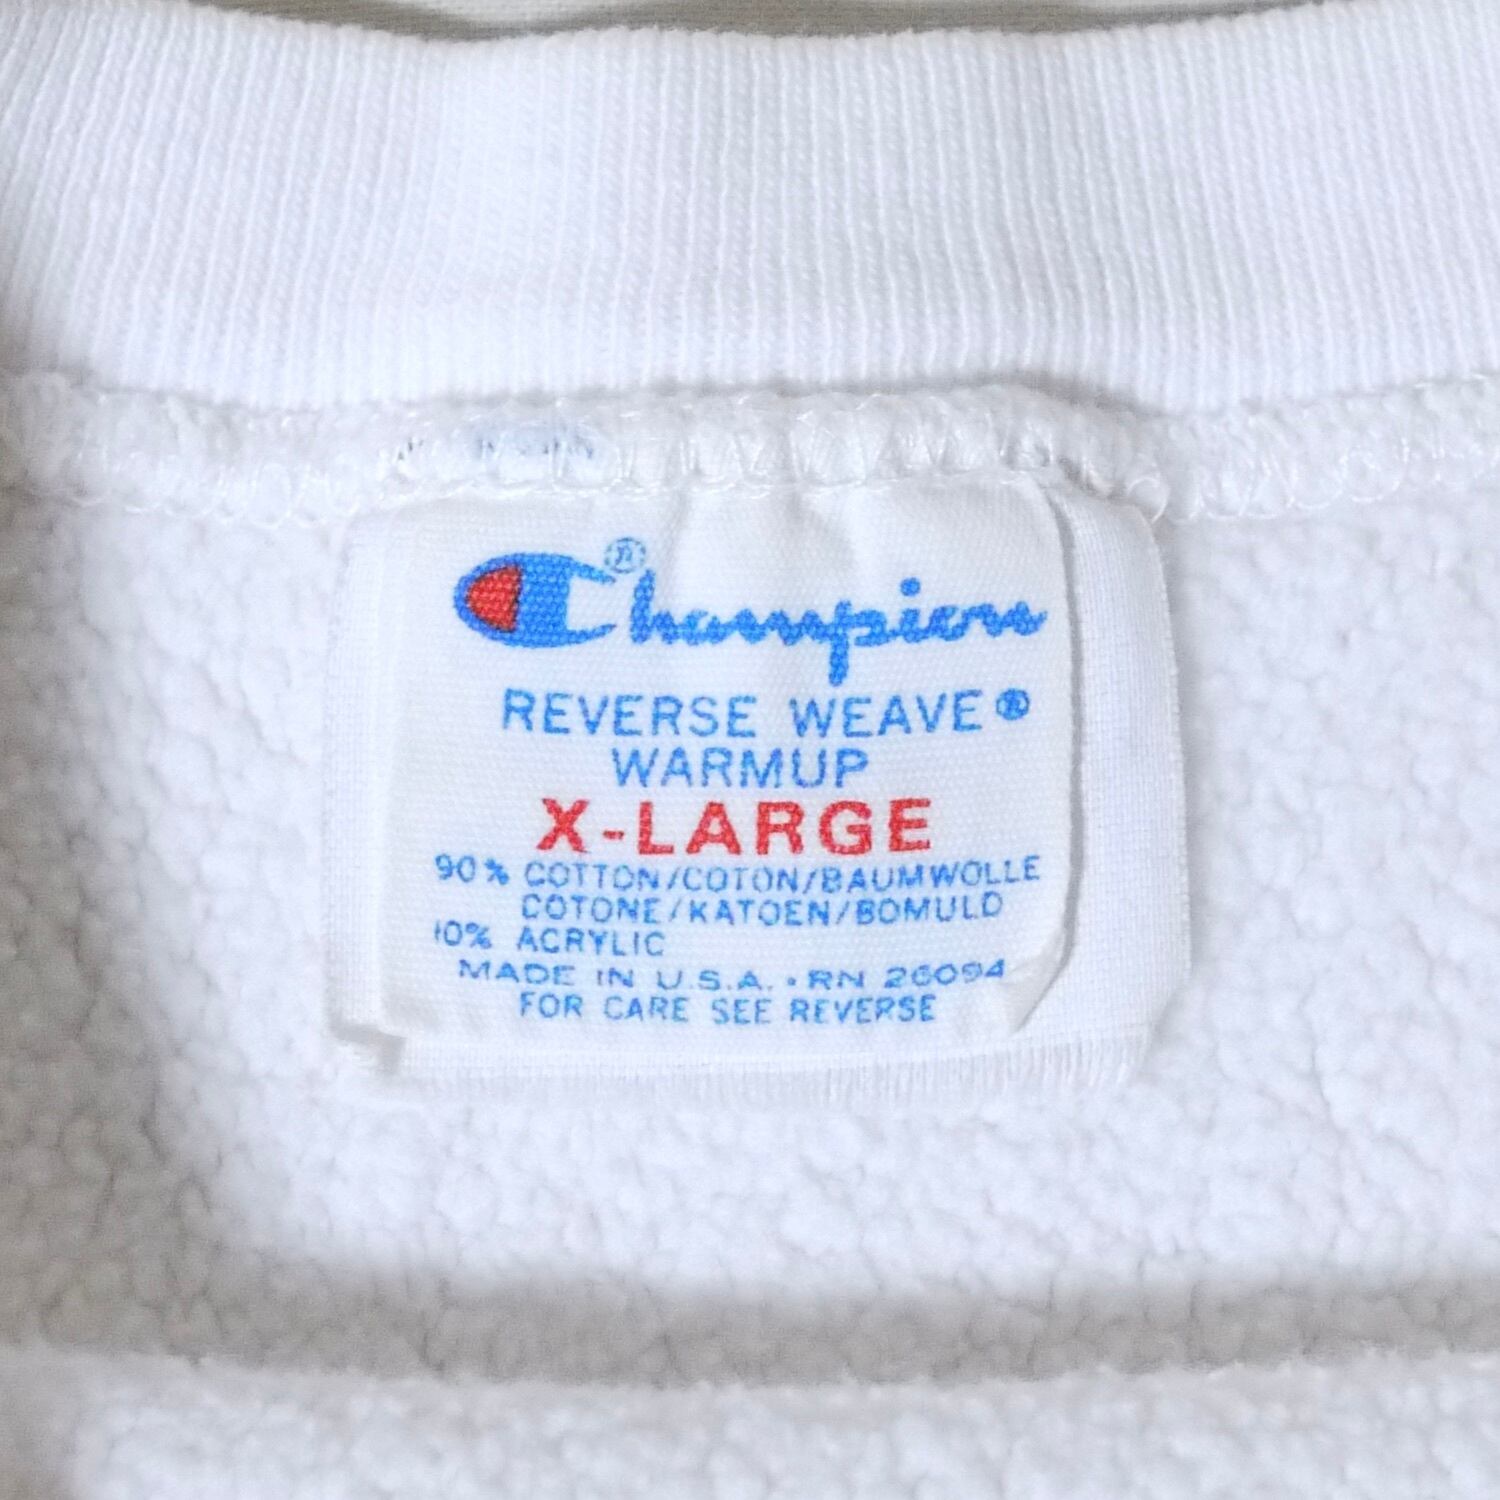 Champion®
REVERSE WEAVE®
WARMUP
X-LARGE
90% COTTON/COTON/BAUMWOLLE
COTONE/KATOEN/BOMULD
10% ACRYLIC
MADE IN U.S.A. • RN 26094
FOR CARE SEE REVERSE